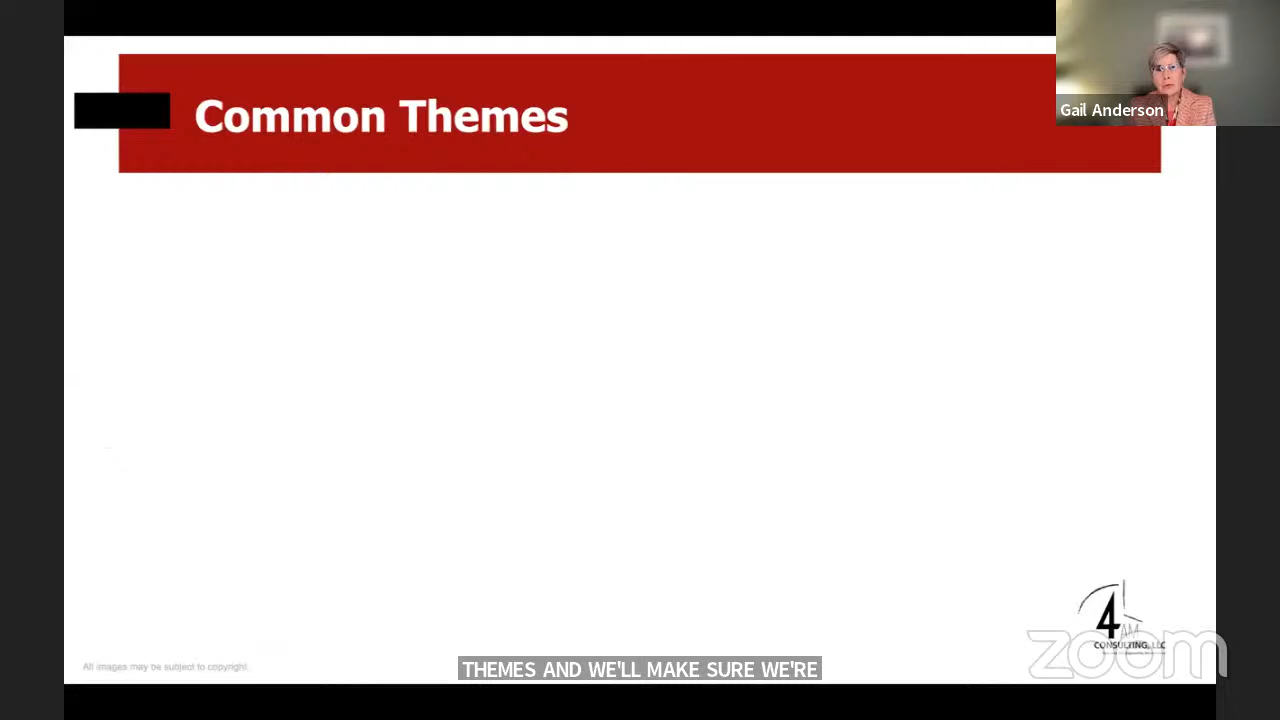 Common Themes
Gail Anderson
4
AM
CONSULTING, LLC
All images may be subject to copyright.
THEMES AND WE'LL MAKE SURE WE'RE
zoom